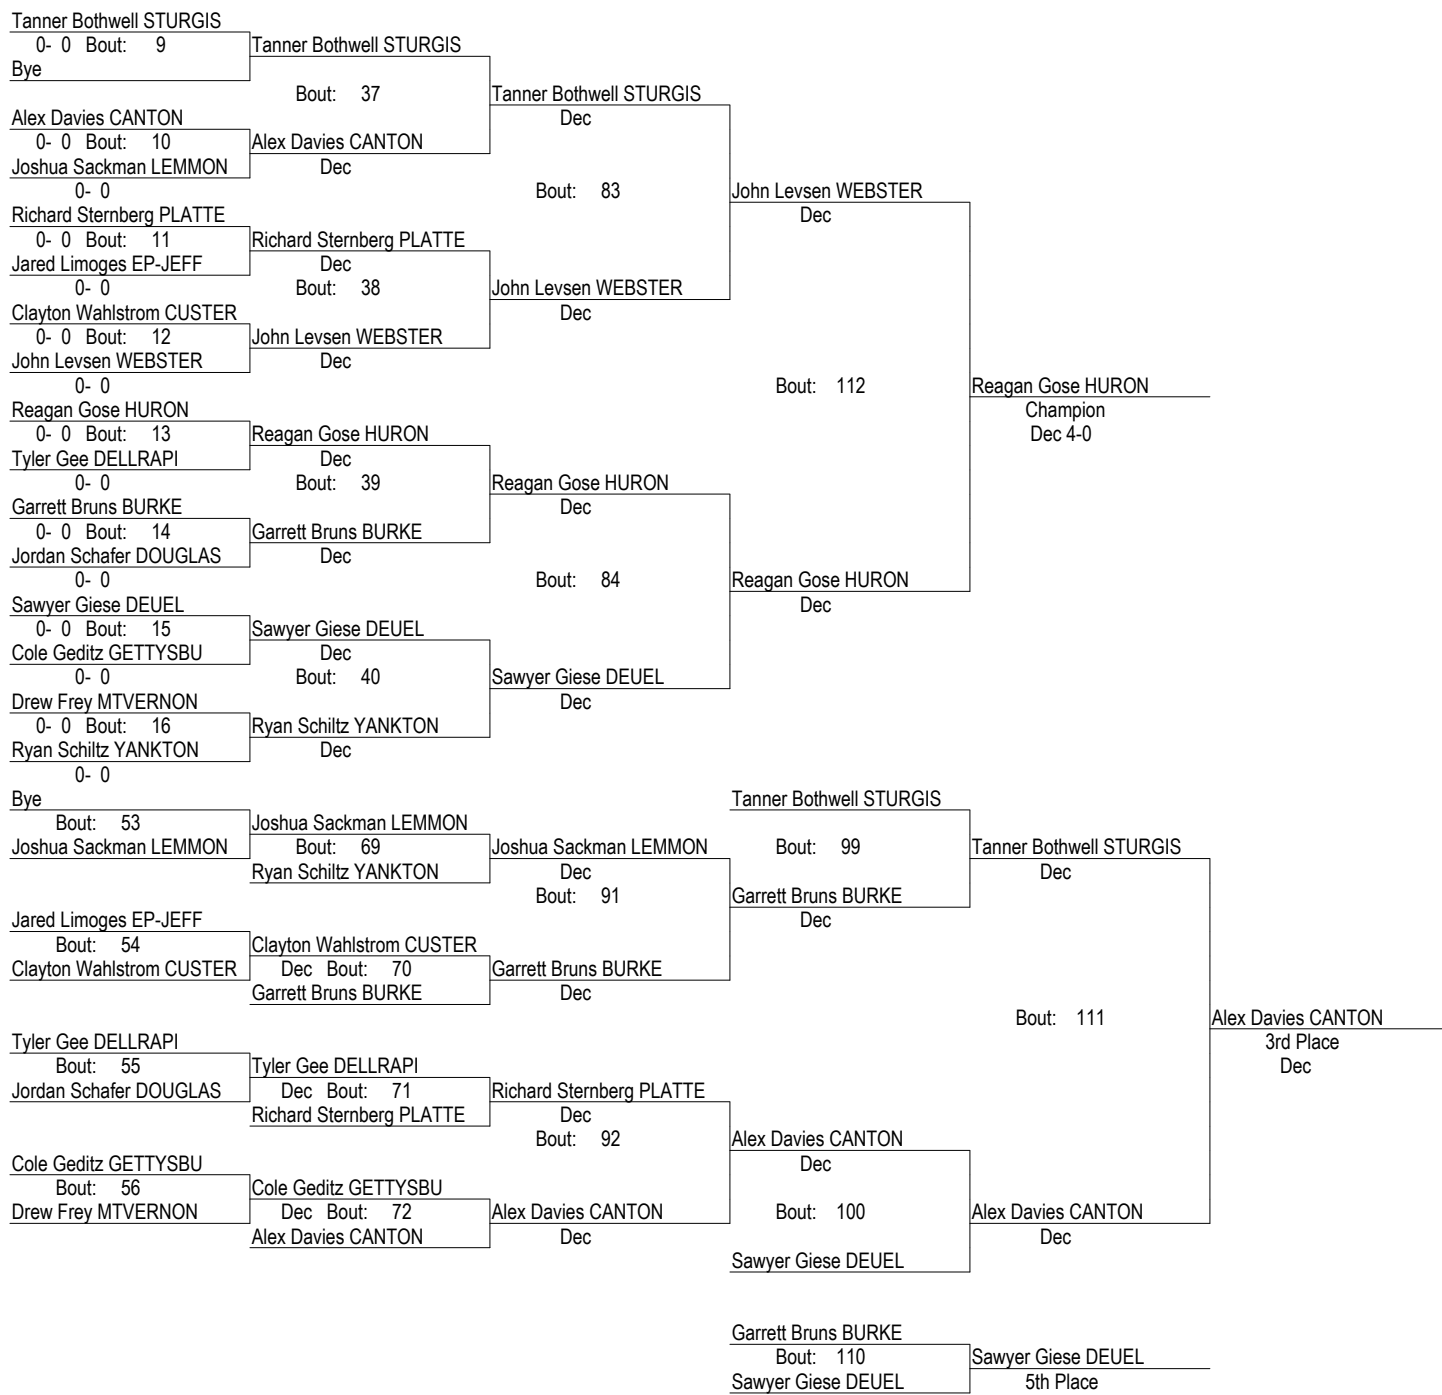 Tanner Bothwell STURGIS
0- 0 Bout: 9
Tanner Bothwell STURGIS
Bye
Bout: 37
Tanner Bothwell STURGIS
Dec
Alex Davies CANTON
0- 0 Bout: 10
Alex Davies CANTON
Joshua Sackman LEMMON
Dec
0- 0
Bout: 83
John Levsen WEBSTER
Dec
Richard Sternberg PLATTE
0- 0 Bout: 11
Richard Sternberg PLATTE
Jared Limoges EP-JEFF
Dec
0- 0
Bout: 38
John Levsen WEBSTER
Dec
Clayton Wahlstrom CUSTER
0- 0 Bout: 12
John Levsen WEBSTER
John Levsen WEBSTER
Dec
0- 0
Bout: 112
Reagan Gose HURON
Champion
Dec 4-0
Reagan Gose HURON
0- 0 Bout: 13
Reagan Gose HURON
Tyler Gee DELLRAPI
Dec
0- 0
Bout: 39
Reagan Gose HURON
Dec
Garrett Bruns BURKE
0- 0 Bout: 14
Garrett Bruns BURKE
Jordan Schafer DOUGLAS
Dec
0- 0
Bout: 84
Reagan Gose HURON
Dec
Sawyer Giese DEUEL
0- 0 Bout: 15
Sawyer Giese DEUEL
Cole Geditz GETTYSBU
Dec
0- 0
Bout: 40
Sawyer Giese DEUEL
Dec
Drew Frey MTVERNON
0- 0 Bout: 16
Ryan Schiltz YANKTON
Ryan Schiltz YANKTON
Dec
0- 0
Bye
Bout: 53
Joshua Sackman LEMMON
Joshua Sackman LEMMON
Bout: 69
Ryan Schiltz YANKTON
Joshua Sackman LEMMON
Dec
Bout: 91
Tanner Bothwell STURGIS
Bout: 99
Garrett Bruns BURKE
Dec
Tanner Bothwell STURGIS
Dec
Jared Limoges EP-JEFF
Bout: 54
Clayton Wahlstrom CUSTER
Clayton Wahlstrom CUSTER
Dec Bout: 70
Garrett Bruns BURKE
Garrett Bruns BURKE
Dec
Bout: 111
Alex Davies CANTON
3rd Place
Dec
Tyler Gee DELLRAPI
Bout: 55
Jordan Schafer DOUGLAS
Tyler Gee DELLRAPI
Dec Bout: 71
Richard Sternberg PLATTE
Richard Sternberg PLATTE
Dec
Bout: 92
Alex Davies CANTON
Dec
Cole Geditz GETTYSBU
Bout: 56
Drew Frey MTVERNON
Cole Geditz GETTYSBU
Dec Bout: 72
Alex Davies CANTON
Alex Davies CANTON
Dec
Bout: 100
Sawyer Giese DEUEL
Alex Davies CANTON
Dec
Garrett Bruns BURKE
Bout: 110
Sawyer Giese DEUEL
Sawyer Giese DEUEL
5th Place